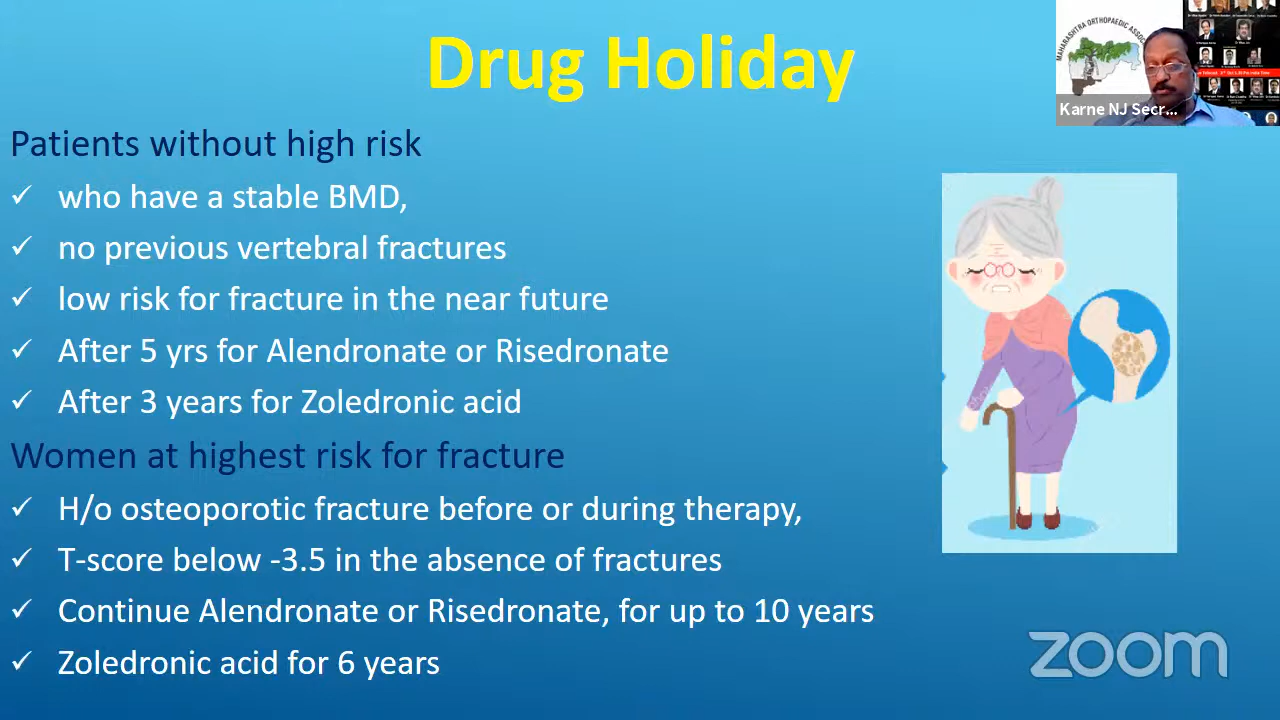 Drug Holiday
Patients without high risk
✓ who have a stable BMD,
✓ no previous vertebral fractures
✓ low risk for fracture in the near future
✓ After 5 yrs for Alendronate or Risedronate
✓ After 3 years for Zoledronic acid
Women at highest risk for fracture
✓ H/o osteoporotic fracture before or during therapy,
✓ T-score below -3.5 in the absence of fractures
✓ Continue Alendronate or Risedronate, for up to 10 years
✓ Zoledronic acid for 6 years
MAHARASHTRA ORTHOPAEDIC ASSOC
Karne NJ Secr...
zoom